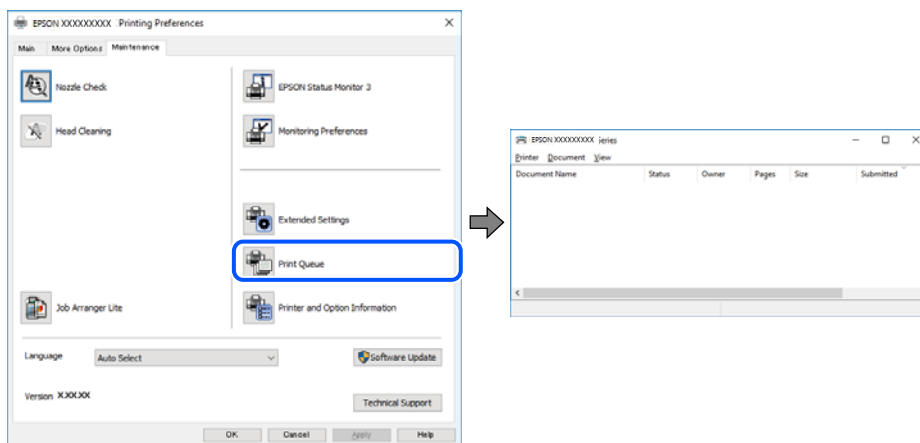 EPSON XXXXXXXXX Printing Preferences
Main More Options Maintenance
Nozzle Check
EPSON Status Monitor 3
Head Cleaning
Monitoring Preferences
Extended Settings
Print Queue
Job Arranger Lite
Printer and Option Information
Language Auto Select
Software Update
Version X.XX.XX
Technical Support
OK Cancel Apply Help
EPSON XXXXXXXXX ieries
Printer Document View
Document Name Status Owner Pages Size Submitted